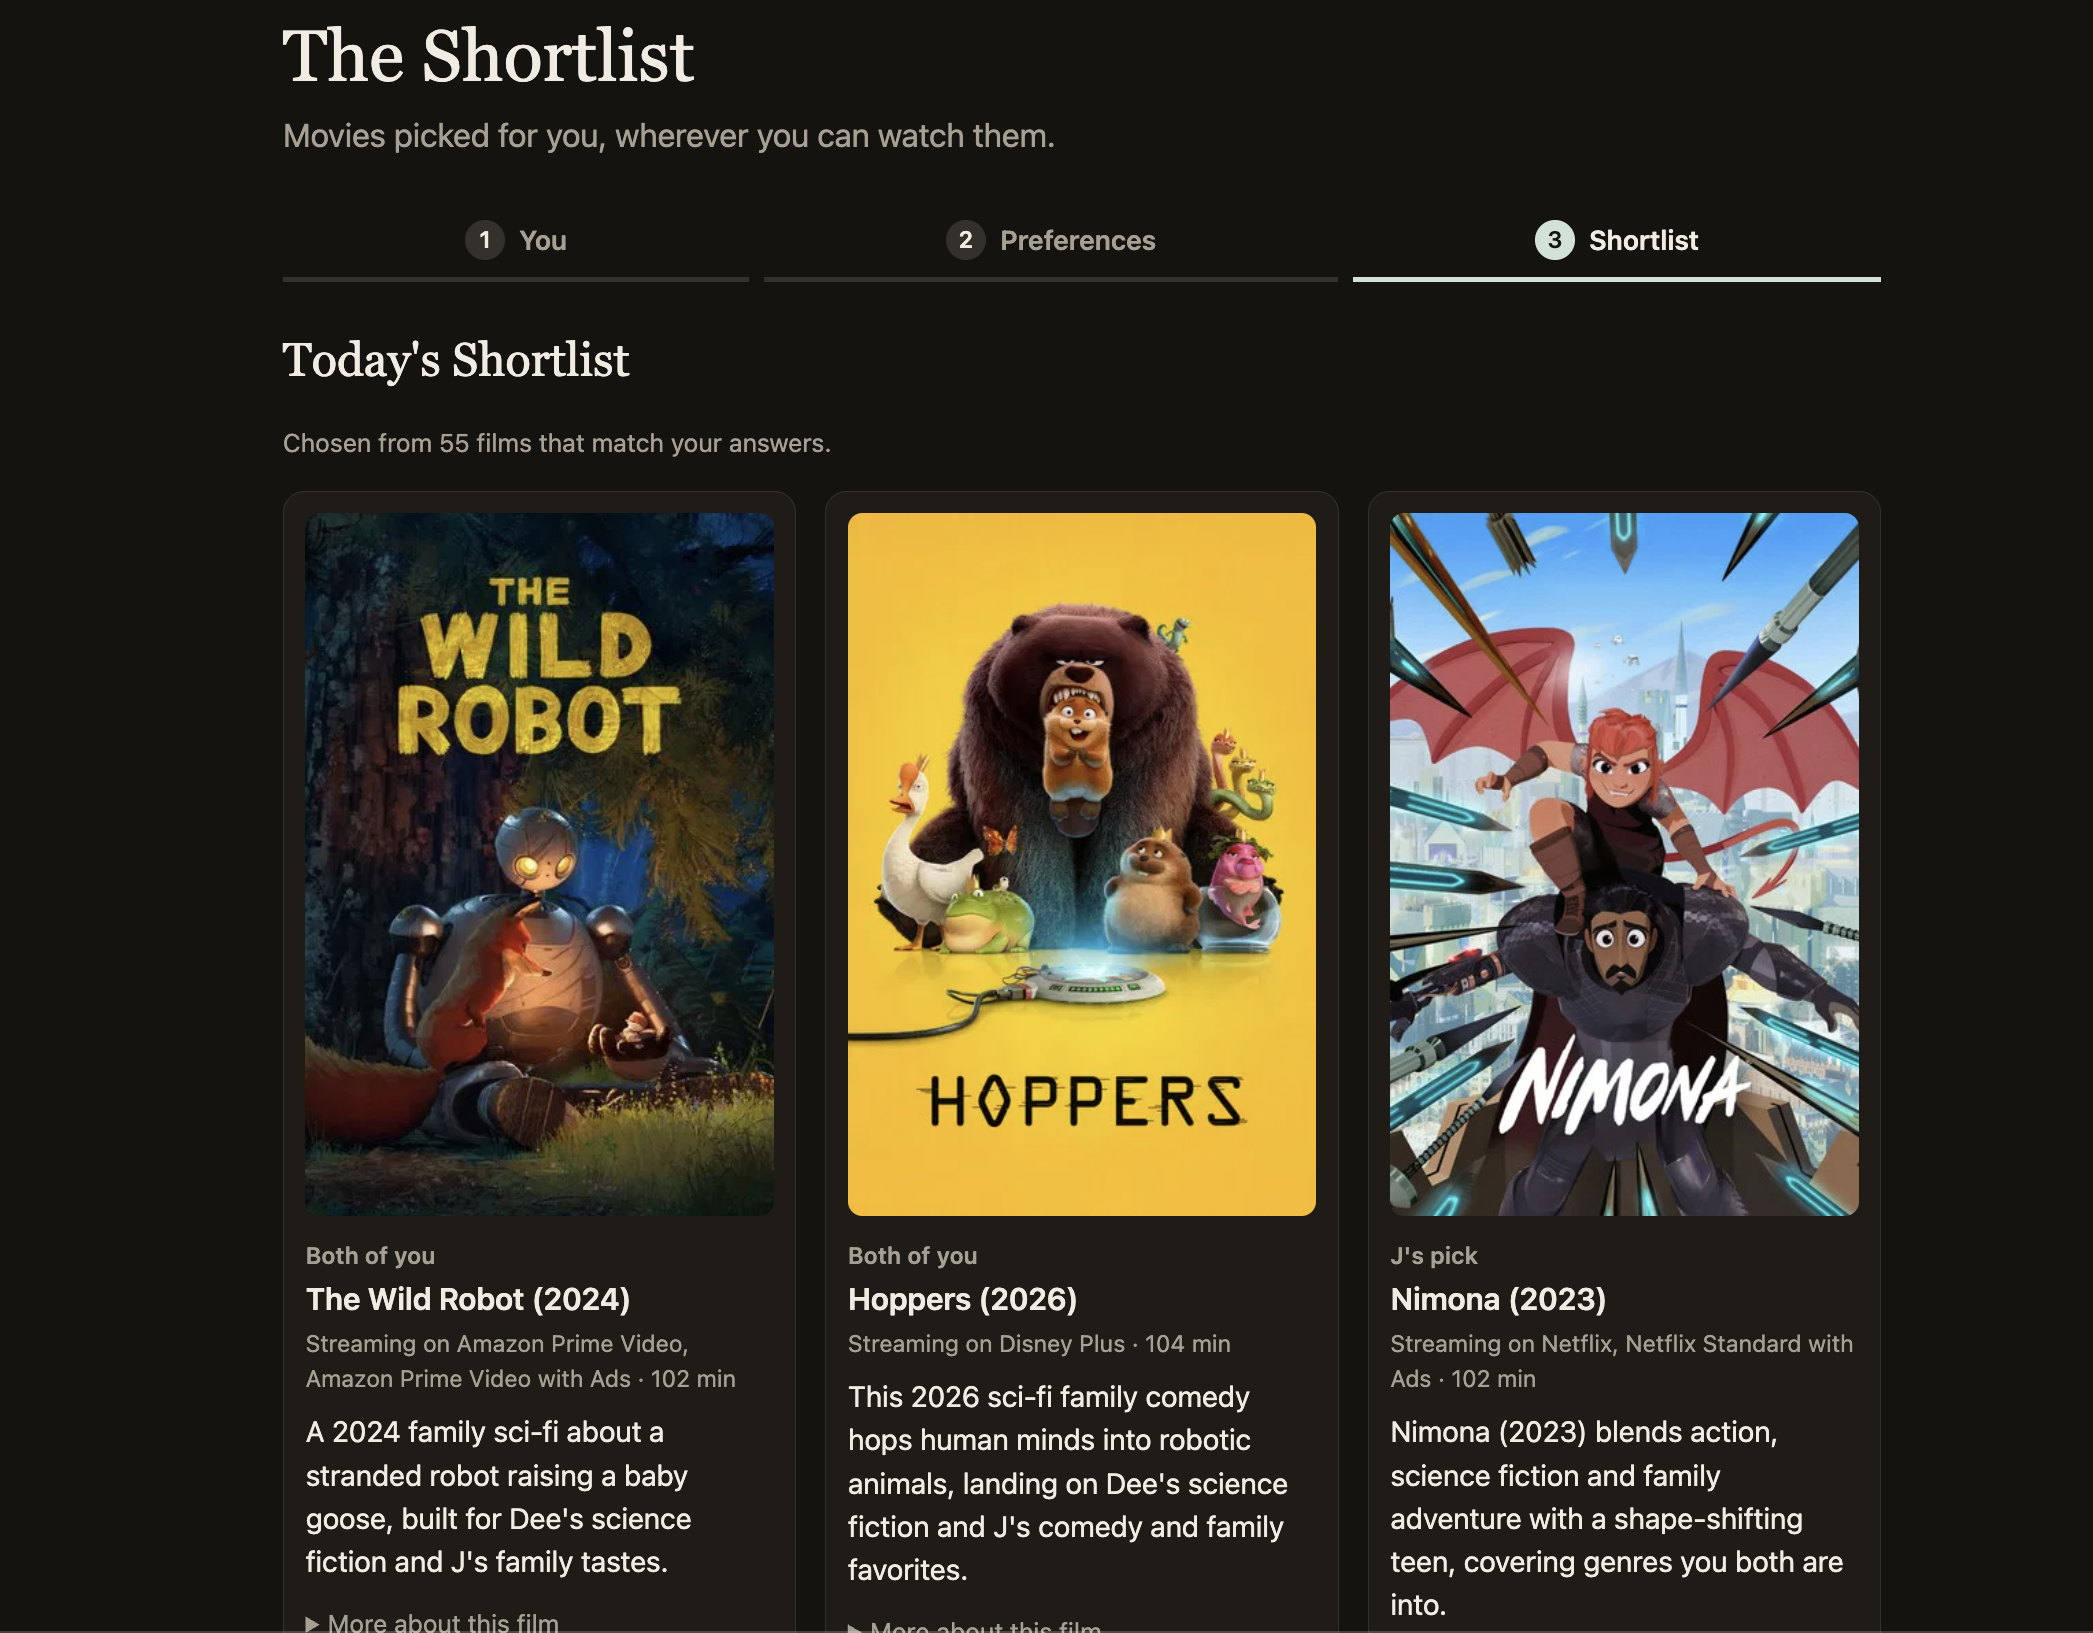 The Shortlist
Movies picked for you, wherever you can watch them.
1 You
2 Preferences
3 Shortlist
Today's Shortlist
Chosen from 55 films that match your answers.
THE
WILD
ROBOT
Both of you
The Wild Robot (2024)
Streaming on Amazon Prime Video,
Amazon Prime Video with Ads · 102 min
A 2024 family sci-fi about a
stranded robot raising a baby
goose, built for Dee's science
fiction and J's family tastes.
▶ More about this film
HOPPERS
Both of you
Hoppers (2026)
Streaming on Disney Plus · 104 min
This 2026 sci-fi family comedy
hops human minds into robotic
animals, landing on Dee's science
fiction and J's comedy and family
favorites.
▶ More about this film
NIMONA
J's pick
Nimona (2023)
Streaming on Netflix, Netflix Standard with
Ads · 102 min
Nimona (2023) blends action,
science fiction and family
adventure with a shape-shifting
teen, covering genres you both are
into.